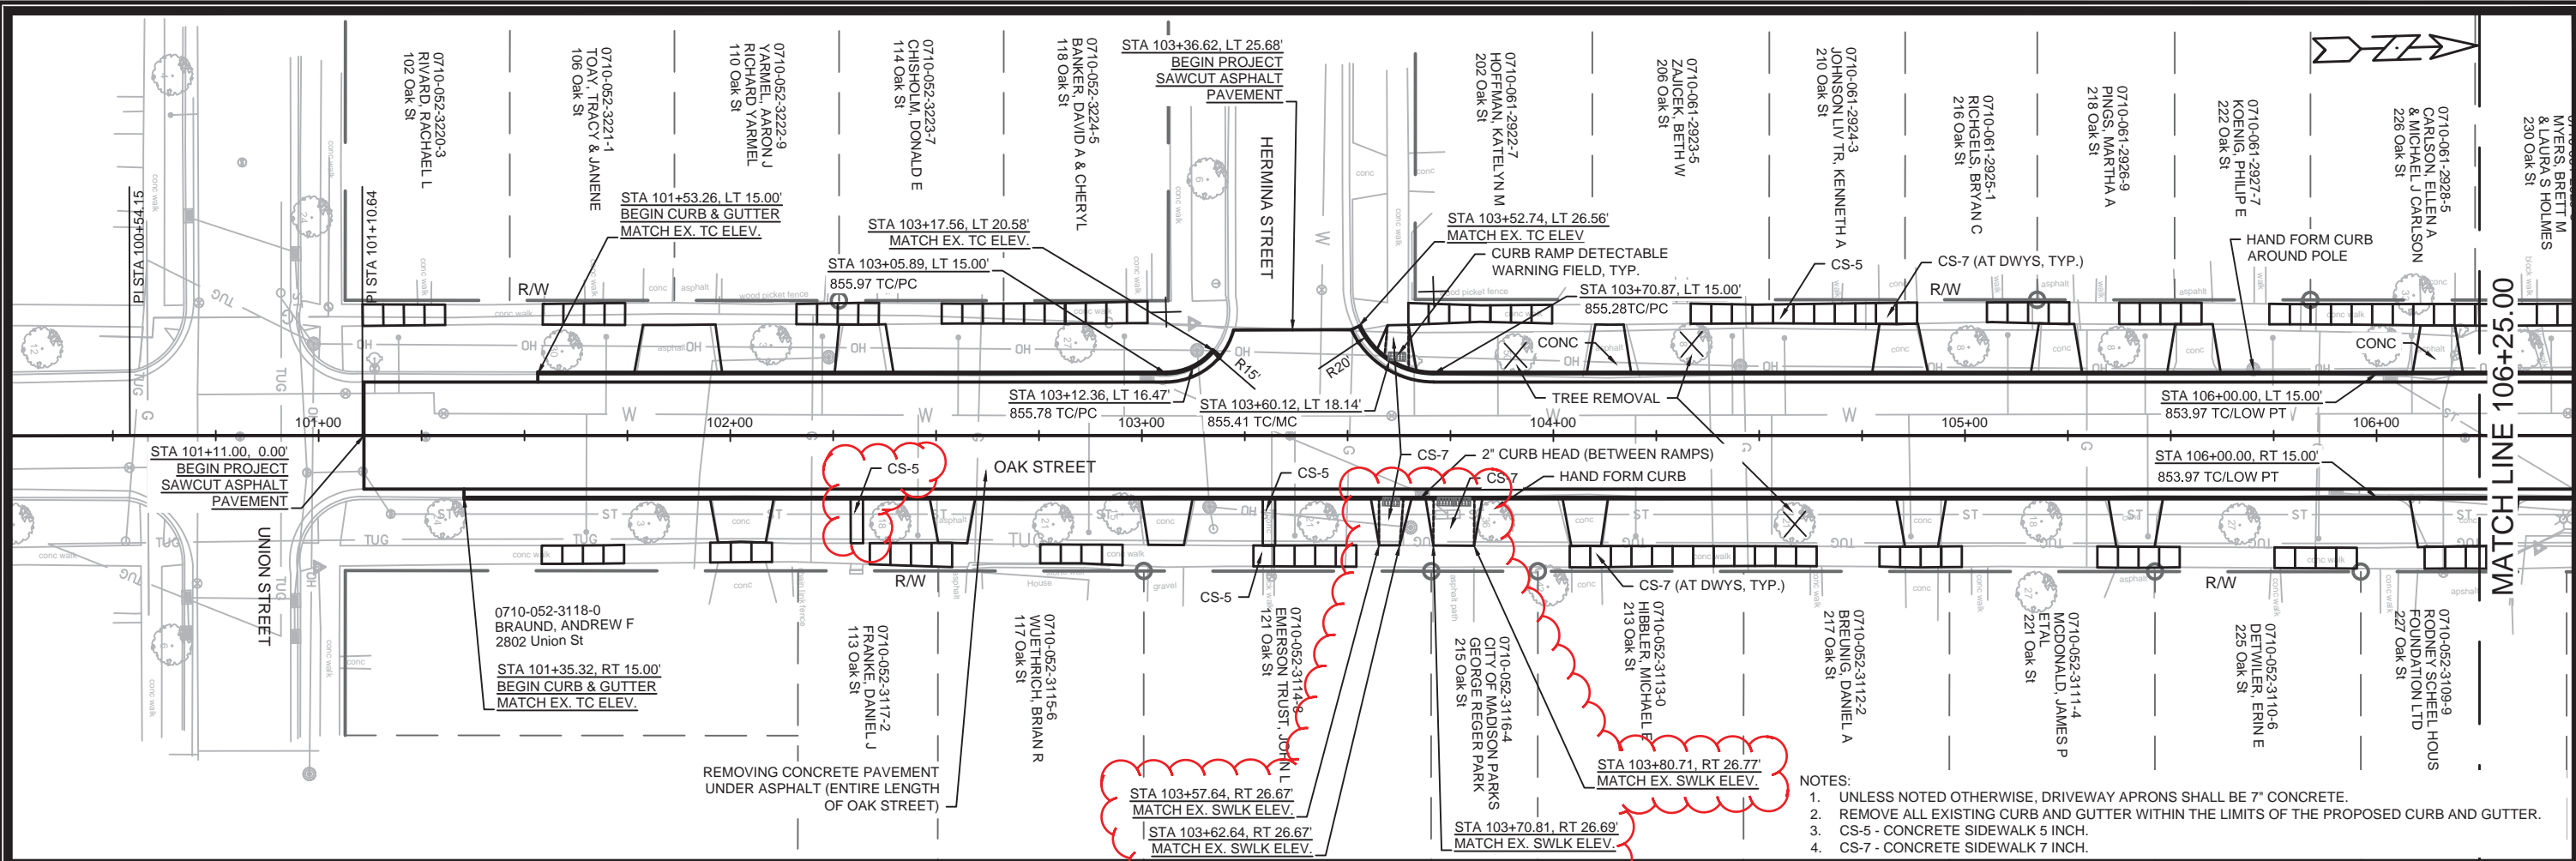 0710-052-3220-3
RIVARD, RACHAEL L
102 Oak St
0710-052-3221-1
TOAY, TRACY & JANENE
106 Oak St
0710-052-3222-9
YARMEL, AARON J
RICHARD YARMEL
110 Oak St
0710-052-3223-7
CHISHOLM, DONALD E
114 Oak St
0710-052-3224-5
BANKER, DAVID A & CHERYL
118 Oak St
STA 103+36.62, LT 25.68'
BEGIN PROJECT
SAWCUT ASPHALT
PAVEMENT
HERMINA STREET
0710-061-2922-7
HOFFMAN, KATELYN M
202 Oak St
0710-061-2923-5
ZAJICEK, BETH W
206 Oak St
0710-061-2924-3
JOHNSON LIV TR, KENNETH A
210 Oak St
0710-061-2925-1
RICHGELS, BRYAN C
216 Oak St
0710-061-2926-9
PINGS, MARTHA A
218 Oak St
0710-061-2927-7
KOENIG, PHILIP E
222 Oak St
0710-061-2928-5
CARLSON, ELLEN A
& MICHAEL J CARLSON
226 Oak St
MYERS, BRETT M
& LAURA S HOLMES
230 Oak St
PI STA 100+54.15
PI STA 101+10.64
STA 101+53.26, LT 15.00'
BEGIN CURB & GUTTER
MATCH EX. TC ELEV.
STA 103+17.56, LT 20.58'
MATCH EX. TC ELEV.
STA 103+05.89, LT 15.00'
855.97 TC/PC
STA 103+52.74, LT 26.56'
MATCH EX. TC ELEV
CURB RAMP DETECTABLE
WARNING FIELD, TYP.
STA 103+70.87, LT 15.00'
855.28TC/PC
CS-5
CS-7 (AT DWYS, TYP.)
HAND FORM CURB
AROUND POLE
R/W
R/W
wood picket fence
wood picket fence
R15'
R20'
CONC
CONC
STA 103+12.36, LT 16.47'
855.78 TC/PC
STA 103+60.12, LT 18.14'
855.41 TC/MC
TREE REMOVAL
STA 106+00.00, LT 15.00'
853.97 TC/LOW PT
101+00
102+00
103+00
104+00
105+00
106+00
MATCH LINE 106+25.00
STA 101+11.00, 0.00'
BEGIN PROJECT
SAWCUT ASPHALT
PAVEMENT
CS-5
OAK STREET
CS-5
CS-7
2" CURB HEAD (BETWEEN RAMPS)
CS-7
HAND FORM CURB
STA 106+00.00, RT 15.00'
853.97 TC/LOW PT
UNION STREET
R/W
House
gravel
asphalt path
CS-5
CS-7 (AT DWYS, TYP.)
R/W
0710-052-3118-0
BRAUND, ANDREW F
2802 Union St
STA 101+35.32, RT 15.00'
BEGIN CURB & GUTTER
MATCH EX. TC ELEV.
0710-052-3117-2
FRANKE, DANIEL J
113 Oak St
0710-052-3115-6
WUETHRICH, BRIAN R
117 Oak St
0710-052-3114-8
EMERSON TRUST, JOHN L
121 Oak St
0710-052-3116-4
CITY OF MADISON PARKS
GEORGE REGER PARK
215 Oak St
0710-052-3113-0
HIBBLER, MICHAEL F
213 Oak St
0710-052-3112-2
BREUNIG, DANIEL A
217 Oak St
0710-052-3111-4
MCDONALD, JAMES P
ETAL
221 Oak St
0710-052-3110-6
DETWILER, ERIN E
225 Oak St
0710-052-3109-9
RODNEY SCHEEL HOUS
FOUNDATION LTD
227 Oak St
REMOVING CONCRETE PAVEMENT
UNDER ASPHALT (ENTIRE LENGTH
OF OAK STREET)
STA 103+57.64, RT 26.67'
MATCH EX. SWLK ELEV.
STA 103+62.64, RT 26.67'
MATCH EX. SWLK ELEV.
STA 103+80.71, RT 26.77'
MATCH EX. SWLK ELEV.
STA 103+70.81, RT 26.69'
MATCH EX. SWLK ELEV.
NOTES:
1. UNLESS NOTED OTHERWISE, DRIVEWAY APRONS SHALL BE 7" CONCRETE.
2. REMOVE ALL EXISTING CURB AND GUTTER WITHIN THE LIMITS OF THE PROPOSED CURB AND GUTTER.
3. CS-5 - CONCRETE SIDEWALK 5 INCH.
4. CS-7 - CONCRETE SIDEWALK 7 INCH.